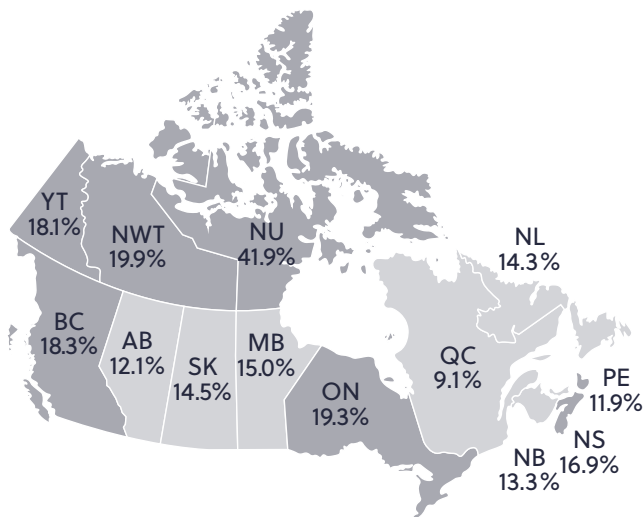 YT
18.1%
NWT
19.9%
NU
41.9%
NL
14.3%
BC
18.3%
AB
12.1%
SK
14.5%
MB
15.0%
ON
19.3%
QC
9.1%
PE
11.9%
NS
16.9%
NB
13.3%